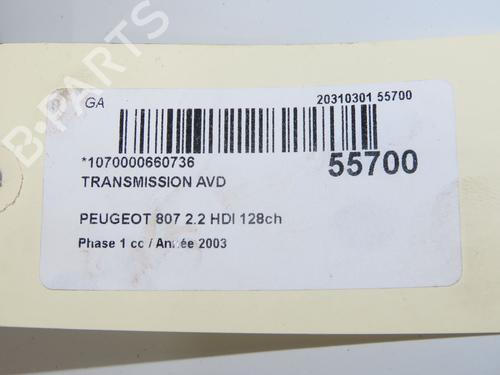 GA
20310301 55700
*1070000660736
55700
TRANSMISSION AVD
PEUGEOT 807 2.2 HDI 128ch
Phase 1 cc / Année 2003
B-PARTS